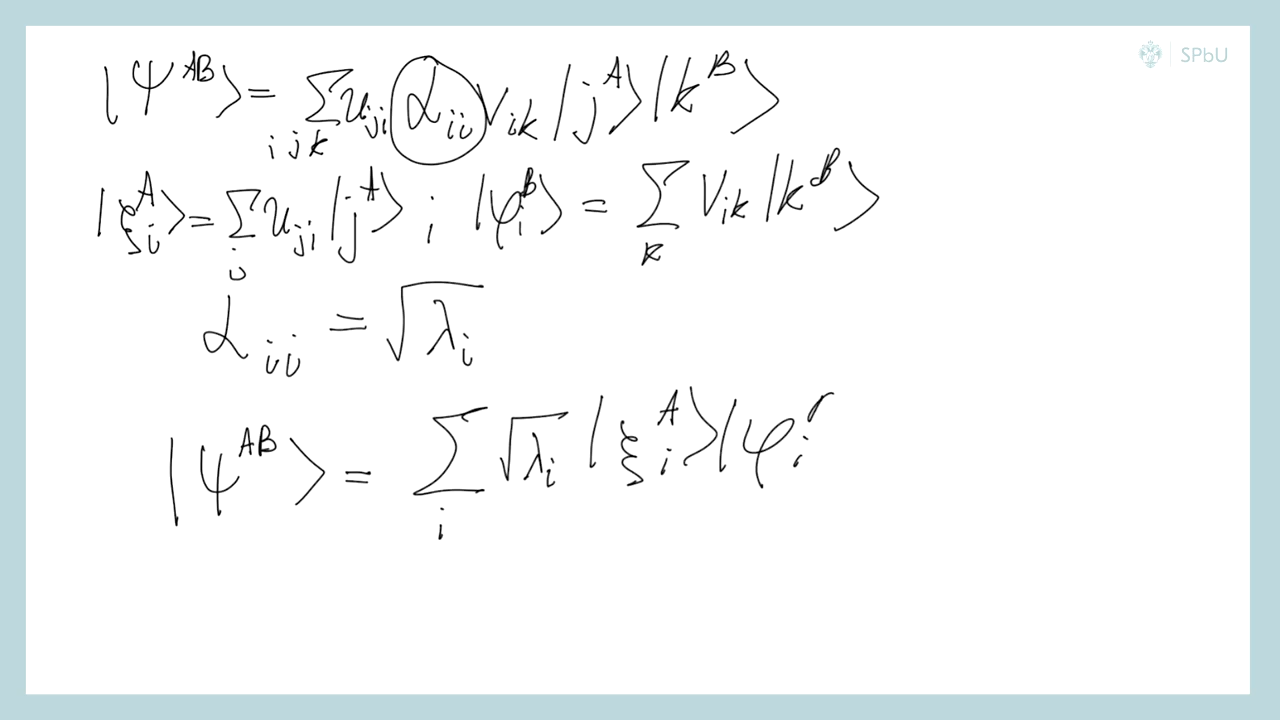 SPbU
|Ψ^{AB}⟩ = ∑_{ijk} u_{ji} α_{ii} V_{ik} |j^A⟩|k^B⟩
|ξ_i^A⟩ = ∑_j u_{ji} |j^A⟩ ; |φ_i^B⟩ = ∑_k V_{ik} |k^B⟩
α_{ii} = √λ_i
|Ψ^{AB}⟩ = ∑_i √λ_i |ξ_i^A⟩|φ_i